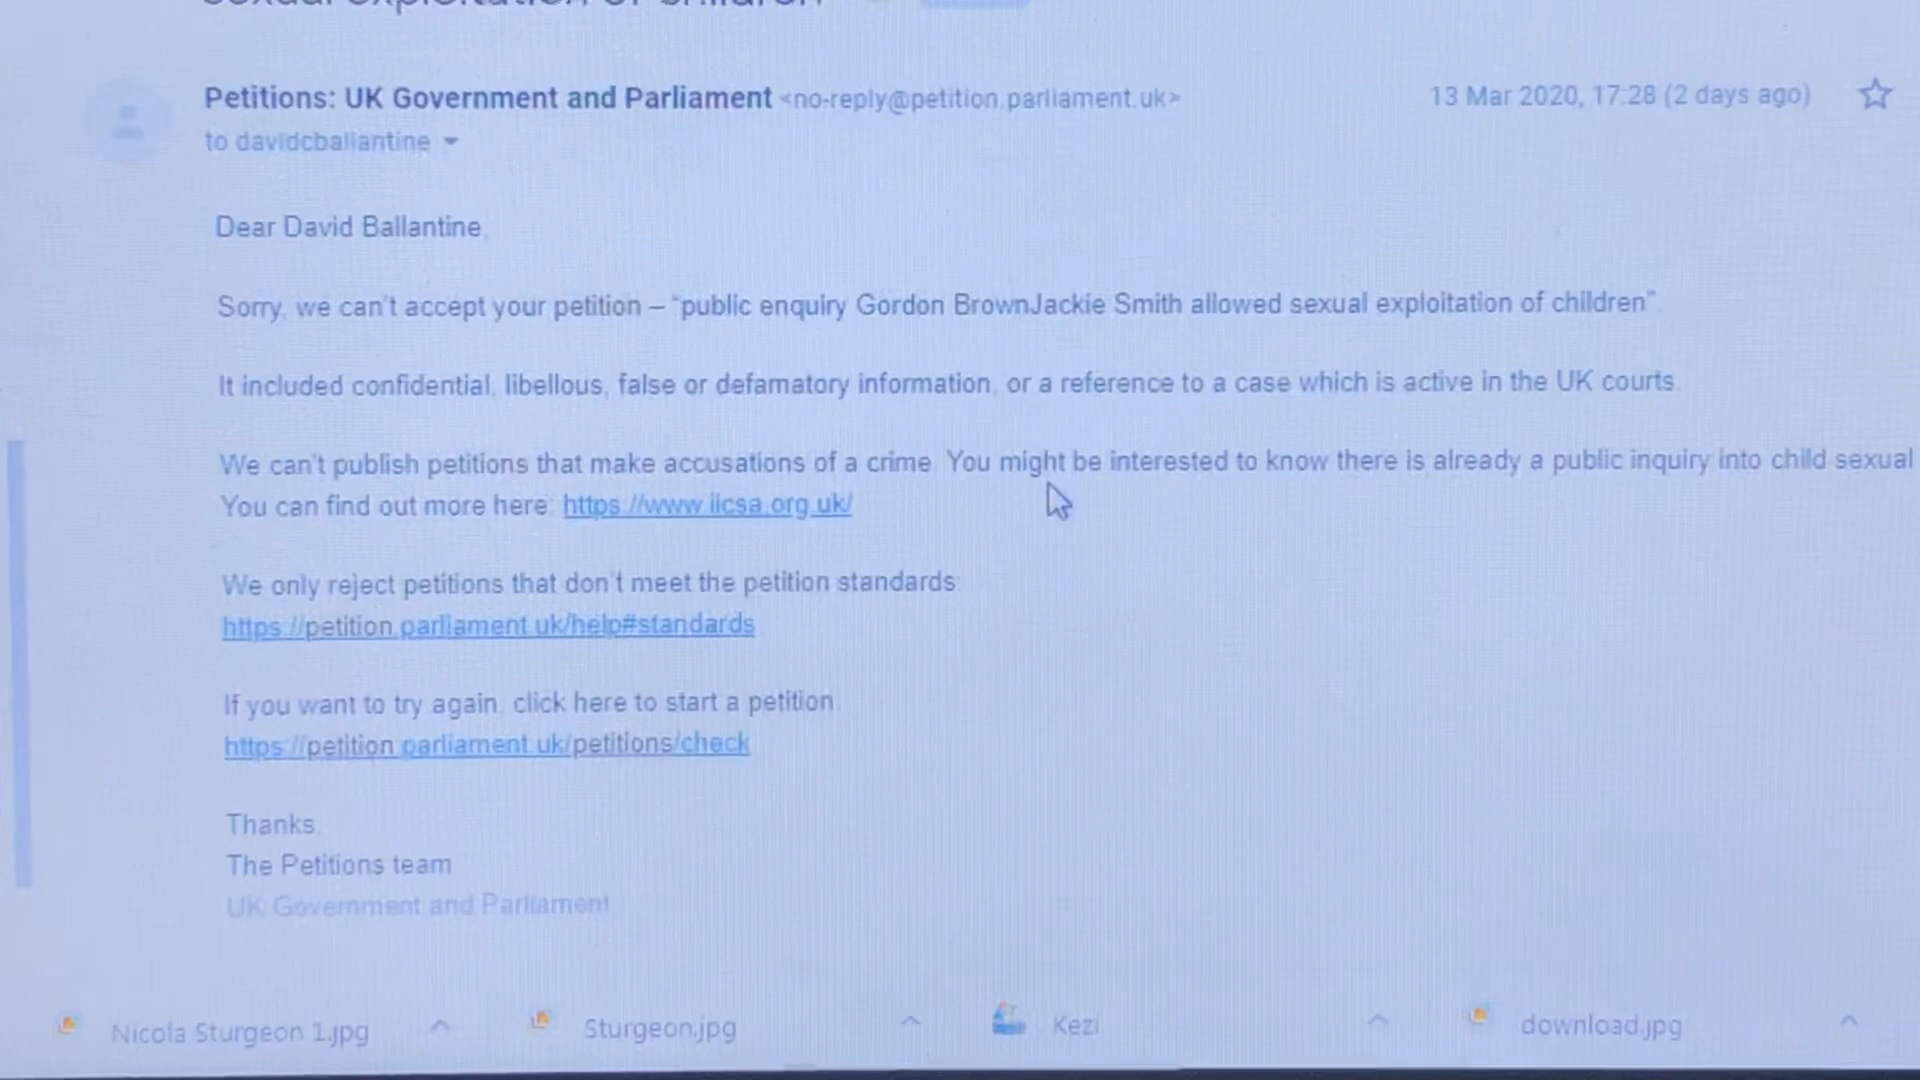 sexual exploitation of children
Petitions: UK Government and Parliament <no-reply@petition.parliament.uk>
13 Mar 2020, 17:28 (2 days ago)
to davidcballantine
Dear David Ballantine,
Sorry, we can't accept your petition – "public enquiry Gordon BrownJackie Smith allowed sexual exploitation of children".
It included confidential, libellous, false or defamatory information, or a reference to a case which is active in the UK courts.
We can't publish petitions that make accusations of a crime. You might be interested to know there is already a public inquiry into child sexual
You can find out more here: https://www.iicsa.org.uk/
We only reject petitions that don't meet the petition standards:
https://petition.parliament.uk/help#standards
If you want to try again, click here to start a petition:
https://petition.parliament.uk/petitions/check
Thanks,
The Petitions team
UK Government and Parliament
Nicola Sturgeon 1.jpg
Sturgeon.jpg
Kezi
download.jpg